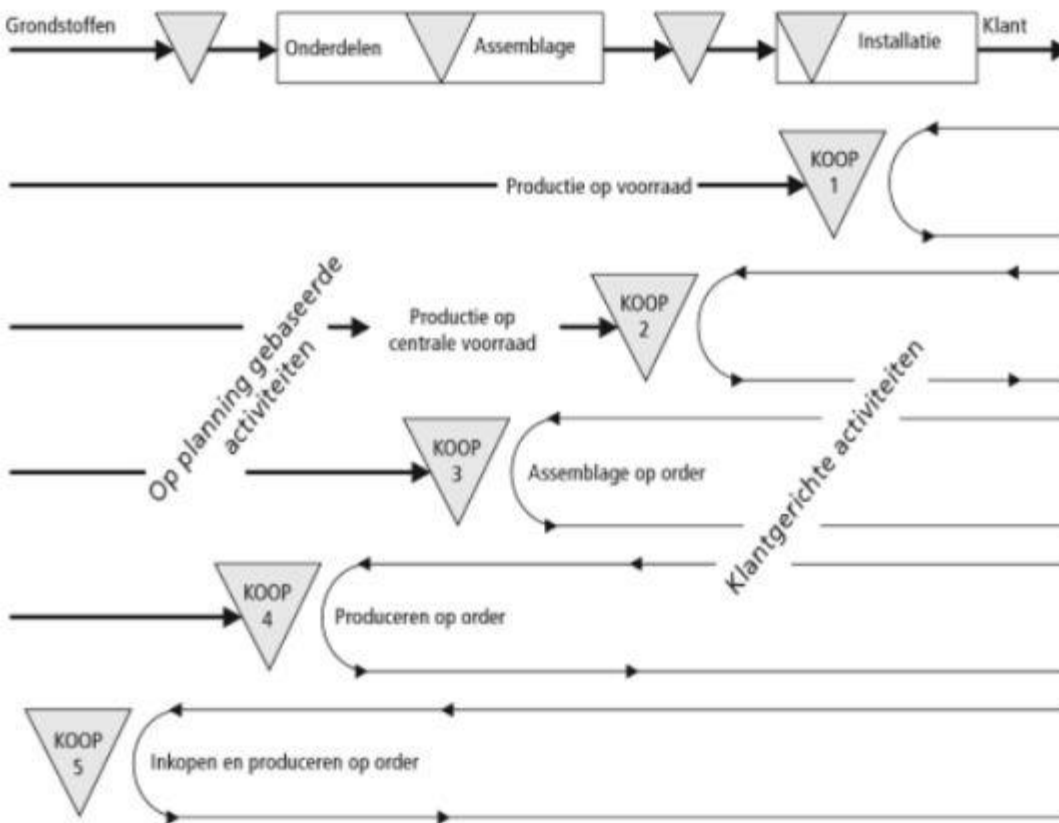 Grondstoffen
Onderdelen
Assemblage
Installatie
Klant
KOOP
1
Productie op voorraad
KOOP
2
Productie op
centrale voorraad
Op planning gebaseerde
activiteiten
KOOP
3
Assemblage op order
Klantgerichte activiteiten
KOOP
4
Produceren op order
KOOP
5
Inkopen en produceren op order